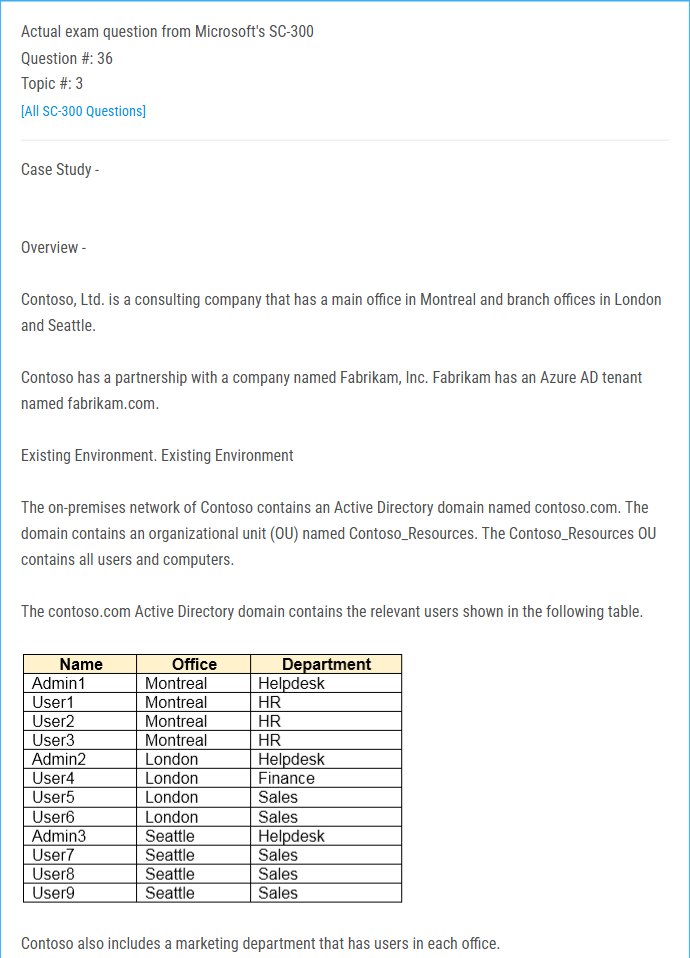 Actual exam question from Microsoft's SC-300
Question #: 36
Topic #: 3
[All SC-300 Questions]
Case Study -
Overview -
Contoso, Ltd. is a consulting company that has a main office in Montreal and branch offices in London
and Seattle.
Contoso has a partnership with a company named Fabrikam, Inc. Fabrikam has an Azure AD tenant
named fabrikam.com.
Existing Environment. Existing Environment
The on-premises network of Contoso contains an Active Directory domain named contoso.com. The
domain contains an organizational unit (OU) named Contoso_Resources. The Contoso_Resources OU
contains all users and computers.
The contoso.com Active Directory domain contains the relevant users shown in the following table.
Name Office Department
Admin1 Montreal Helpdesk
User1 Montreal HR
User2 Montreal HR
User3 Montreal HR
Admin2 London Helpdesk
User4 London Finance
User5 London Sales
User6 London Sales
Admin3 Seattle Helpdesk
User7 Seattle Sales
User8 Seattle Sales
User9 Seattle Sales
Contoso also includes a marketing department that has users in each office.